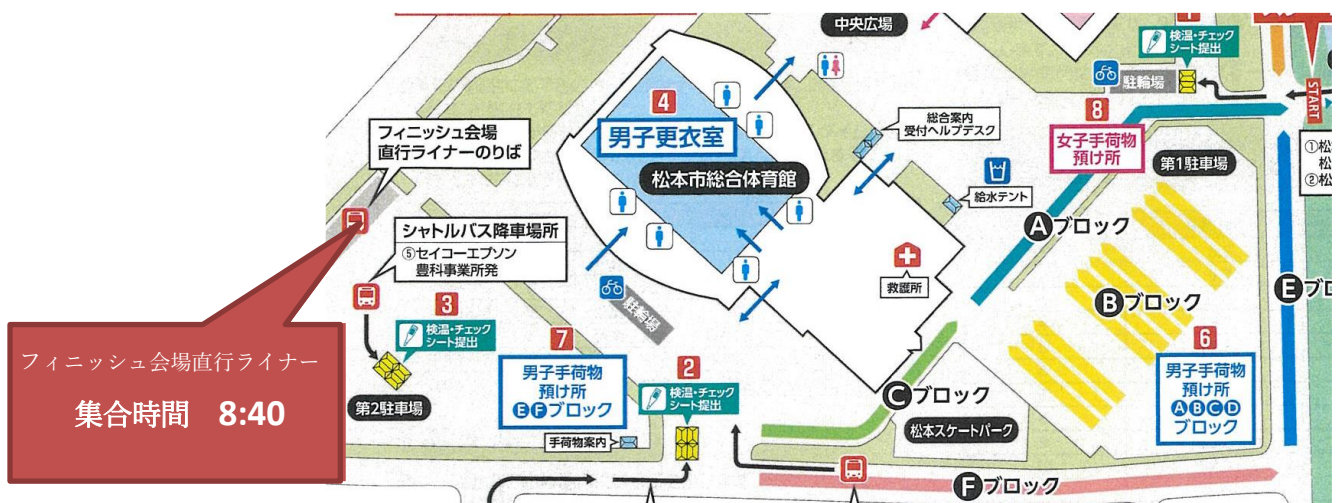 中央広場
検温・チェック
シート提出
駐輪場
START
4
男子更衣室
松本市総合体育館
フィニッシュ会場
直行ライナーのりば
総合案内
受付ヘルプデスク
8
女子手荷物
預け所
第1駐車場
給水テント
①松
松
②松
シャトルバス降車場所
⑤セイコーエプソン
豊科事業所発
Aブロック
救護所
Bブロック
Eブロ
駐輪場
3
検温・チェック
シート提出
7
男子手荷物
預け所
EFブロック
2
検温・チェック
シート提出
6
男子手荷物
預け所
ABCD
ブロック
フィニッシュ会場直行ライナー
集合時間 8:40
第2駐車場
Cブロック
松本スケートパーク
手荷物案内
Fブロック